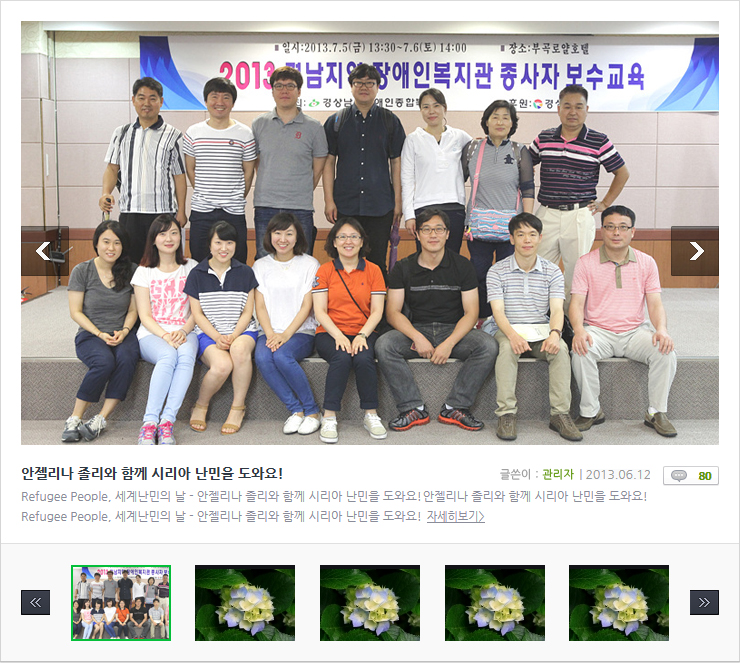 일시:2013.7.5(금) 13:30~7.6(토) 14:00 장소:부곡로얄호텔
2013 경남지역 장애인복지관 종사자 보수교육
안젤리나 졸리와 함께 시리아 난민을 도와요!
글쓴이 : 관리자 | 2013.06.12 80
Refugee People, 세계난민의 날 - 안젤리나 졸리와 함께 시리아 난민을 도와요! 안젤리나 졸리와 함께 시리아 난민을 도와요!
Refugee People, 세계난민의 날 - 안젤리나 졸리와 함께 시리아 난민을 도와요! 자세히보기>